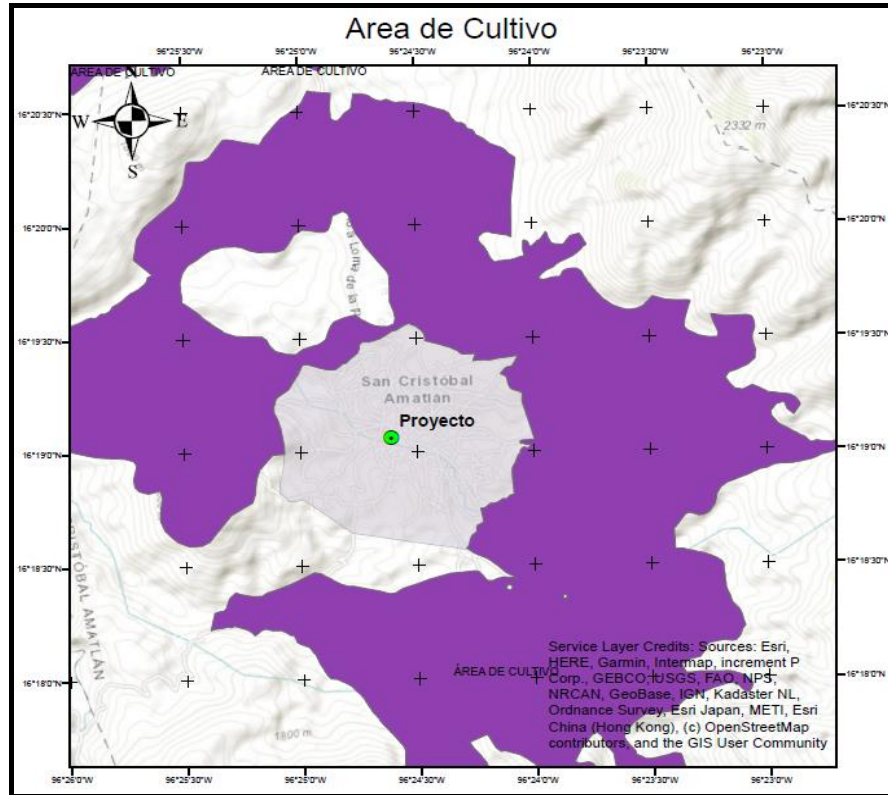 Area de Cultivo
96°25'30"W 96°25'0"W 96°24'30"W 96°24'0"W 96°23'30"W 96°23'0"W
ÁREA DE CULTIVO ÁREA DE CULTIVO
N
W E
S
16°20'30"N 16°20'30"N
2332 m
16°20'0"N 16°20'0"N
a Loma de la
16°19'30"N 16°19'30"N
San Cristóbal
Amatlán
Proyecto
16°19'0"N 16°19'0"N
16°18'30"N 16°18'30"N
CRISTÓBAL AMATLÁN
Service Layer Credits: Sources: Esri,
HERE, Garmin, Intermap, increment P
ÁREA DE CULTIVO
Corp., GEBCO, USGS, FAO, NPS,
16°18'0"N 16°18'0"N
NRCAN, GeoBase, IGN, Kadaster NL,
Ordnance Survey, Esri Japan, METI, Esri
China (Hong Kong), (c) OpenStreetMap
contributors, and the GIS User Community
1800 m
96°26'0"W 96°25'30"W 96°25'0"W 96°24'30"W 96°24'0"W 96°23'30"W 96°23'0"W